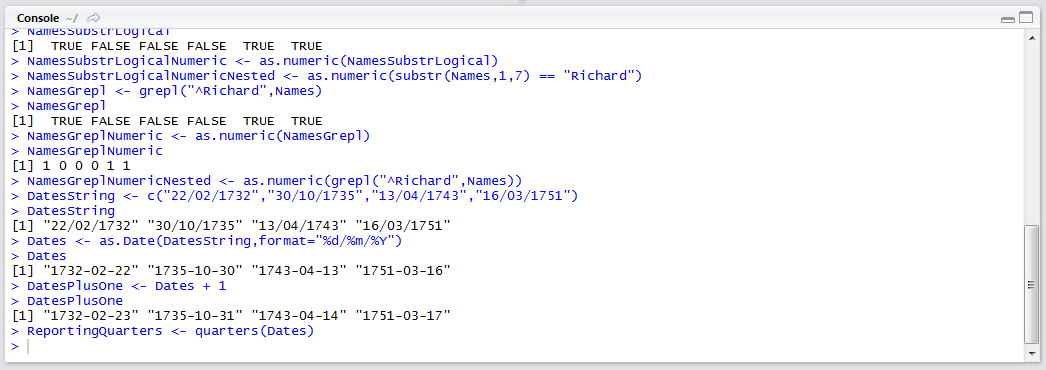 Console ~/
> NamesSubstrLogical
[1]  TRUE FALSE FALSE FALSE  TRUE  TRUE
> NamesSubstrLogicalNumeric <- as.numeric(NamesSubstrLogical)
> NamesSubstrLogicalNumericNested <- as.numeric(substr(Names,1,7) == "Richard")
> NamesGrepl <- grepl("^Richard",Names)
> NamesGrepl
[1]  TRUE FALSE FALSE FALSE  TRUE  TRUE
> NamesGreplNumeric <- as.numeric(NamesGrepl)
> NamesGreplNumeric
[1] 1 0 0 0 1 1
> NamesGreplNumericNested <- as.numeric(grepl("^Richard",Names))
> DatesString <- c("22/02/1732","30/10/1735","13/04/1743","16/03/1751")
> DatesString
[1] "22/02/1732" "30/10/1735" "13/04/1743" "16/03/1751"
> Dates <- as.Date(DatesString,format="%d/%m/%Y")
> Dates
[1] "1732-02-22" "1735-10-30" "1743-04-13" "1751-03-16"
> DatesPlusOne <- Dates + 1
> DatesPlusOne
[1] "1732-02-23" "1735-10-31" "1743-04-14" "1751-03-17"
> ReportingQuarters <- quarters(Dates)
>